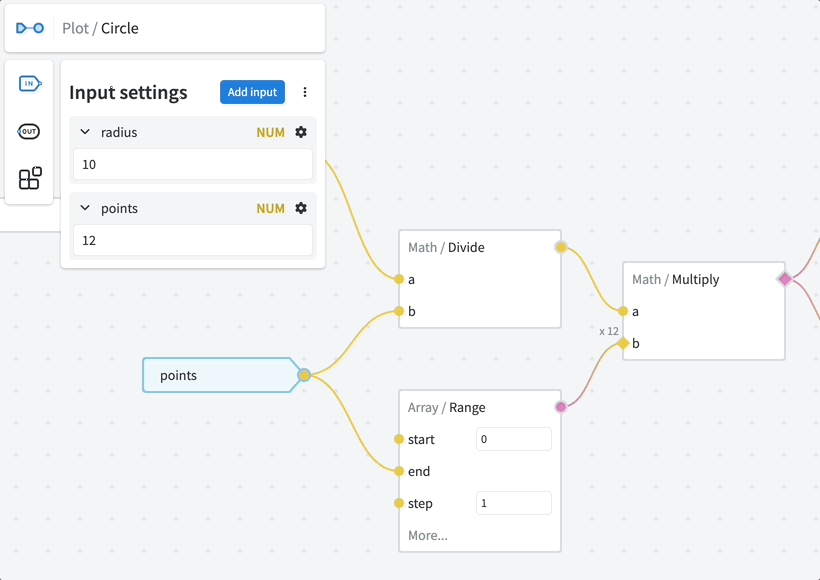 Plot / Circle
IN
OUT
Input settings
Add input
radius NUM
10
points NUM
12
Math / Divide
a
b
Math / Multiply
a
x 12
b
points
Array / Range
start 0
end
step 1
More...